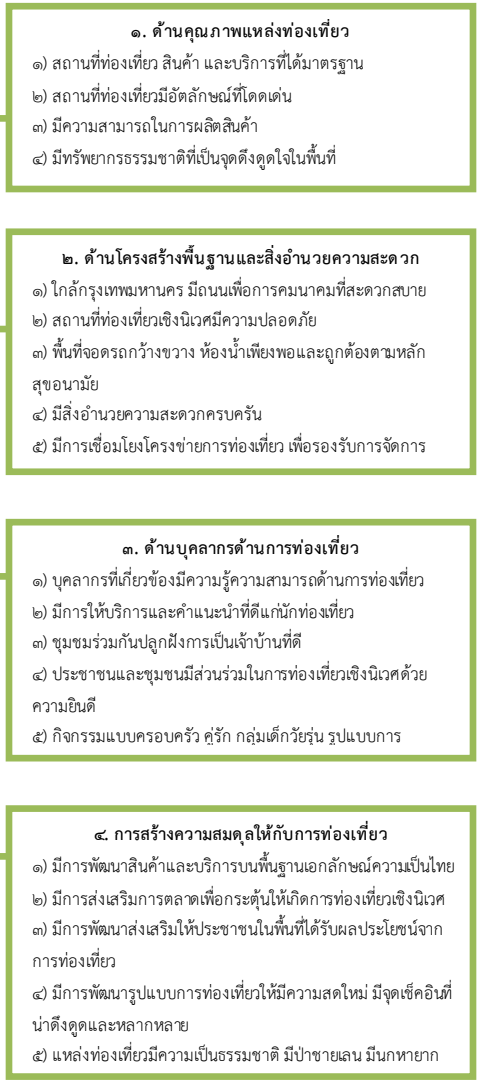 ๑. ด้านคุณภาพแหล่งท่องเที่ยว
๑) สถานที่ท่องเที่ยว สินค้า และบริการที่ได้มาตรฐาน
๒) สถานที่ท่องเที่ยวมีอัตลักษณ์ที่โดดเด่น
๓) มีความสามารถในการผลิตสินค้า
๔) มีทรัพยากรธรรมชาติที่เป็นจุดดึงดูดใจในพื้นที่
๒. ด้านโครงสร้างพื้นฐานและสิ่งอำนวยความสะดวก
๑) ใกล้กรุงเทพมหานคร มีถนนเพื่อการคมนาคมที่สะดวกสบาย
๒) สถานที่ท่องเที่ยวเชิงนิเวศมีความปลอดภัย
๓) พื้นที่จอดรถกว้างขวาง ห้องน้ำเพียงพอและถูกต้องตามหลัก
สุขอนามัย
๔) มีสิ่งอำนวยความสะดวกครบครัน
๕) มีการเชื่อมโยงโครงข่ายการท่องเที่ยว เพื่อรองรับการจัดการ
๓. ด้านบุคลากรด้านการท่องเที่ยว
๑) บุคลากรที่เกี่ยวข้องมีความรู้ความสามารถด้านการท่องเที่ยว
๒) มีการให้บริการและคำแนะนำที่ดีแก่นักท่องเที่ยว
๓) ชุมชมร่วมกันปลูกฝังการเป็นเจ้าบ้านที่ดี
๔) ประชาชนและชุมชนมีส่วนร่วมในการท่องเที่ยวเชิงนิเวศด้วย
ความยินดี
๕) กิจกรรมแบบครอบครัว คู่รัก กลุ่มเด็กวัยรุ่น รูปแบบการ
๔. การสร้างความสมดุลให้กับการท่องเที่ยว
๑) มีการพัฒนาสินค้าและบริการบนพื้นฐานเอกลักษณ์ความเป็นไทย
๒) มีการส่งเสริมการตลาดเพื่อกระตุ้นให้เกิดการท่องเที่ยวเชิงนิเวศ
๓) มีการพัฒนาส่งเสริมให้ประชาชนในพื้นที่ได้รับผลประโยชน์จาก
การท่องเที่ยว
๔) มีการพัฒนารูปแบบการท่องเที่ยวให้มีความสดใหม่ มีจุดเช็คอินที่
น่าดึงดูดและหลากหลาย
๕) แหล่งท่องเที่ยวมีความเป็นธรรมชาติ มีป่าชายเลน มีนกหายาก